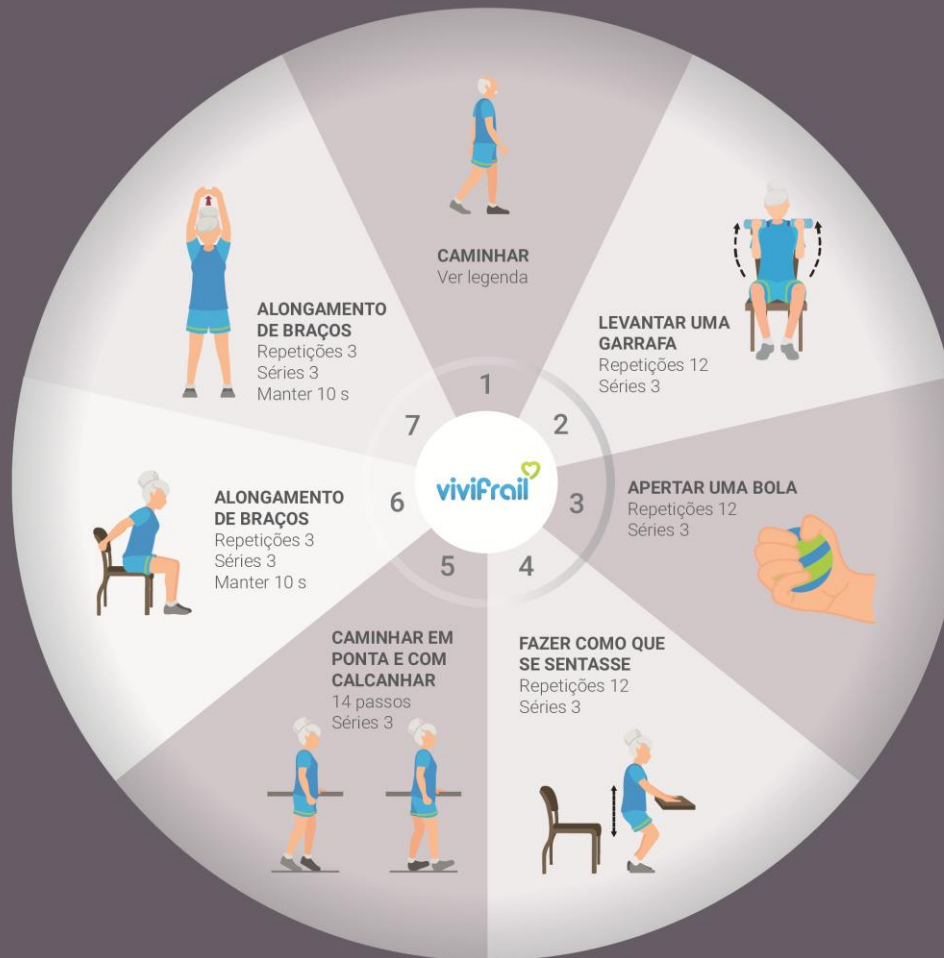 CAMINHAR
Ver legenda
1
LEVANTAR UMA
GARRAFA
Repetições 12
Séries 3
2
APERTAR UMA BOLA
Repetições 12
Séries 3
3
FAZER COMO QUE
SE SENTASSE
Repetições 12
Séries 3
4
CAMINHAR EM
PONTA E COM
CALCANHAR
14 passos
Séries 3
5
ALONGAMENTO
DE BRAÇOS
Repetições 3
Séries 3
Manter 10 s
6
ALONGAMENTO
DE BRAÇOS
Repetições 3
Séries 3
Manter 10 s
7
vivifrail